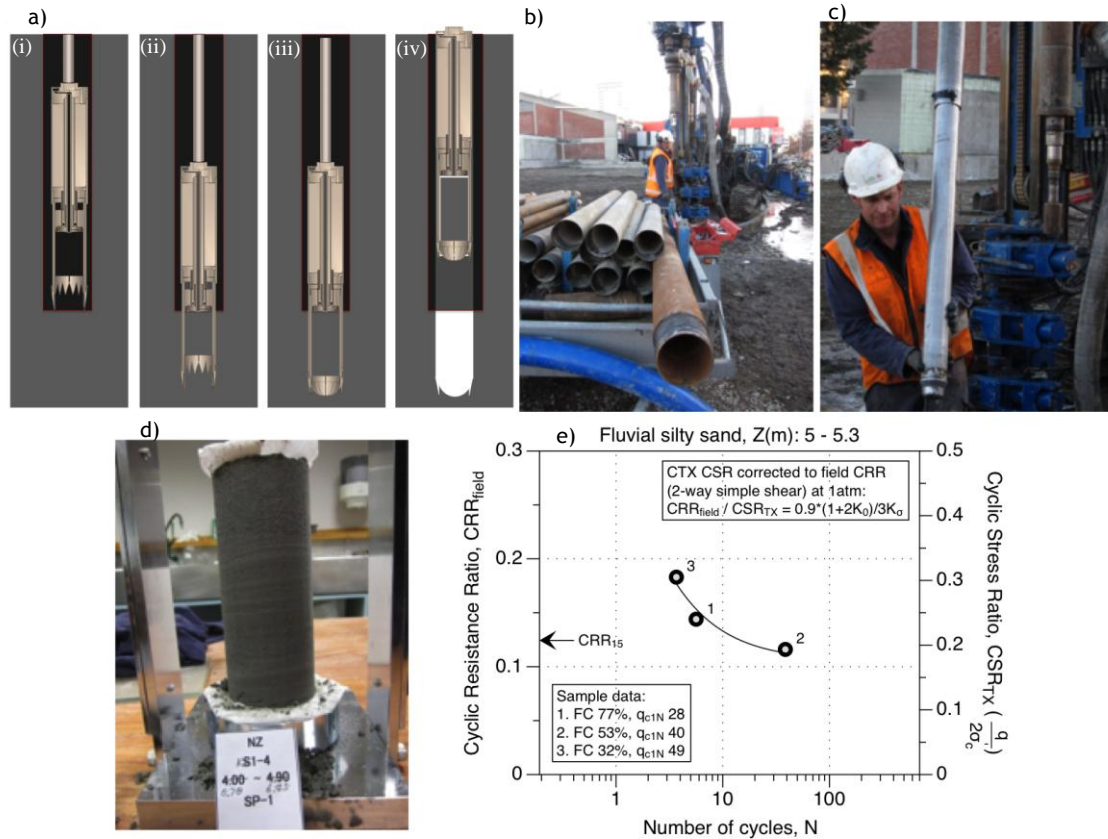 a)
(i)
(ii)
(iii)
(iv)
b)
c)
d)
NZ
S1-4
4.00 ~ 4.90
SP-1
e)
Fluvial silty sand, Z(m): 5 - 5.3
0.3
0.2
0.1
0
Cyclic Resistance Ratio, CRRfield
CTX CSR corrected to field CRR
(2-way simple shear) at 1atm:
CRRfield / CSRTX = 0.9*(1+2K0)/3Kσ
3
1
2
CRR15
Sample data:
1. FC 77%, qc1N 28
2. FC 53%, qc1N 40
3. FC 32%, qc1N 49
0.5
0.4
0.3
0.2
0.1
0
Cyclic Stress Ratio, CSRTX (q/2σ'c)
1
10
100
Number of cycles, N